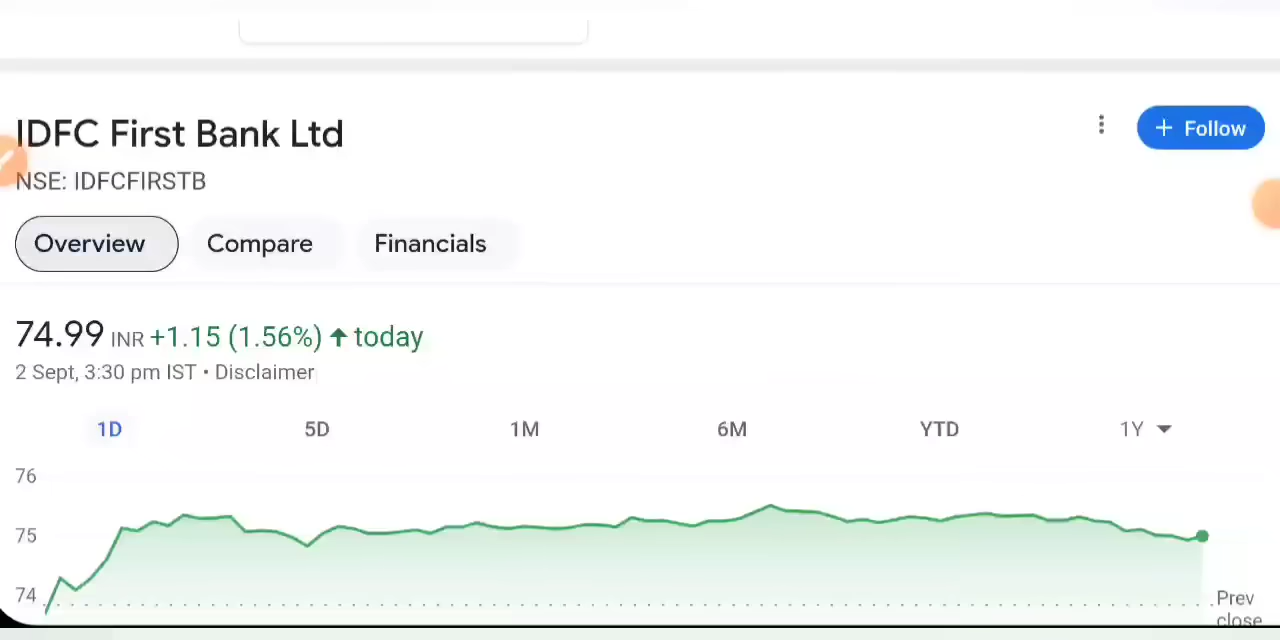 IDFC First Bank Ltd
+ Follow
NSE: IDFCFIRSTB
Overview Compare Financials
74.99 INR +1.15 (1.56%) ↑ today
2 Sept, 3:30 pm IST • Disclaimer
1D 5D 1M 6M YTD 1Y
76
75
74
Prev
close